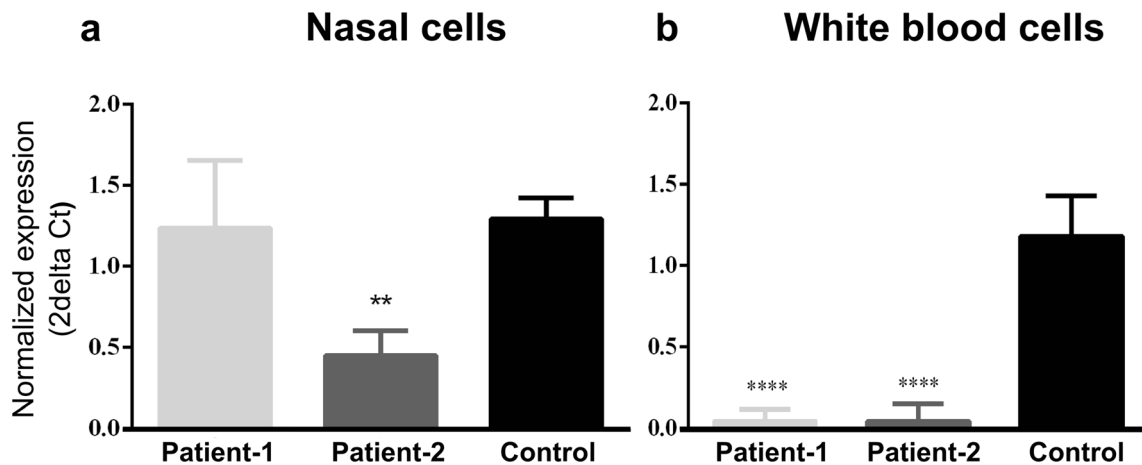 a Nasal cells
b White blood cells
Normalized expression
(2delta Ct)
2.0
1.5
1.0
0.5
0.0
**
Patient-1 Patient-2 Control
2.0
1.5
1.0
0.5
0.0
**** ****
Patient-1 Patient-2 Control